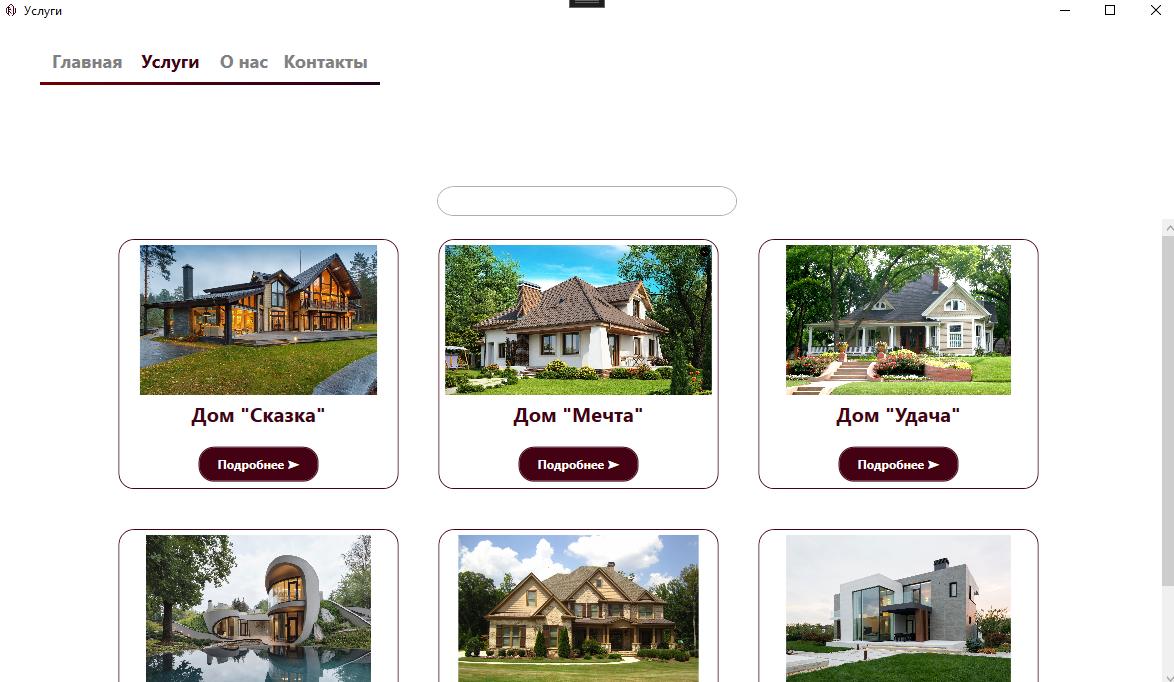 Услуги
Главная Услуги О нас Контакты
Дом "Сказка" Дом "Мечта" Дом "Удача"
Подробнее ➢ Подробнее ➢ Подробнее ➢